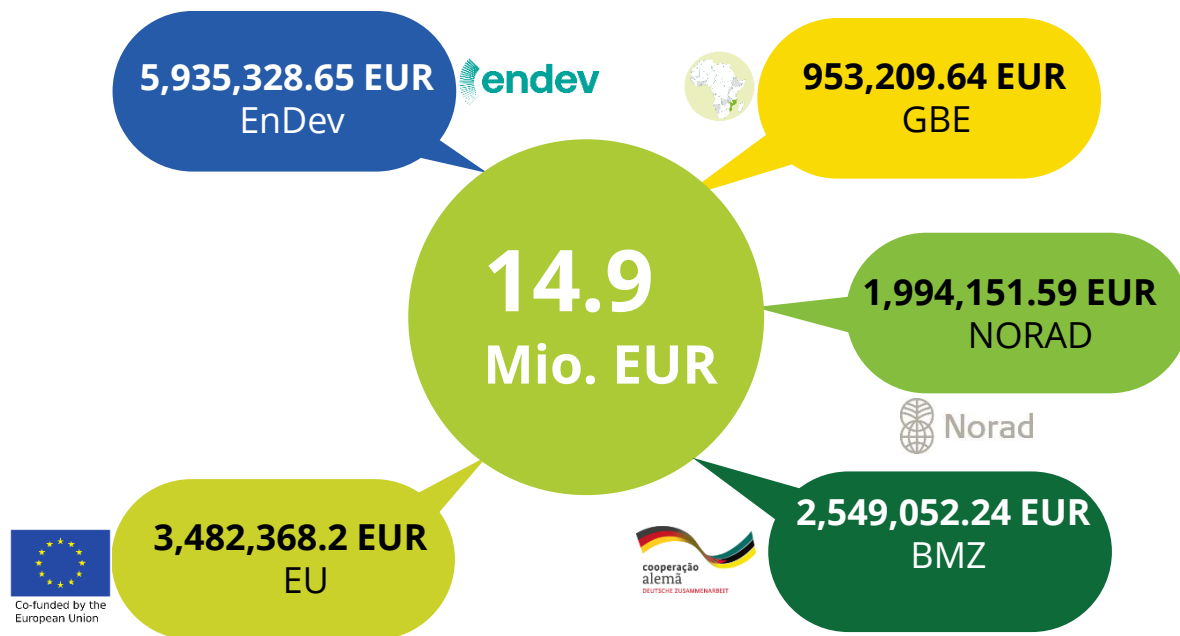 5,935,328.65 EUR
EnDev
endev
953,209.64 EUR
GBE
14.9
Mio. EUR
1,994,151.59 EUR
NORAD
Norad
3,482,368.2 EUR
EU
Co-funded by the
European Union
2,549,052.24 EUR
BMZ
cooperação
alemã
DEUTSCHE ZUSAMMENARBEIT